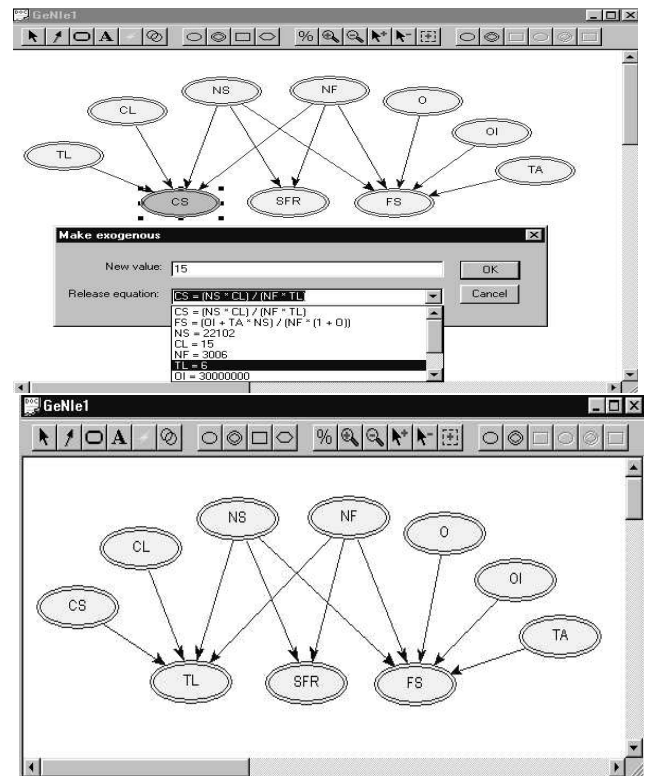 GeNIe1
A
%
NS
NF
CL
O
OI
TL
TA
CS
SFR
FS
Make exogenous
New value: 15
OK
Release equation: CS = (NS * CL) / (NF * TL)
Cancel
CS = (NS * CL) / (NF * TL)
FS = (OI + TA * NS) / (NF * (1 + O))
NS = 22102
CL = 15
NF = 3006
TL = 6
OI = 30000000
GeNIe1
A
%
NS
NF
O
CL
OI
CS
TA
TL
SFR
FS